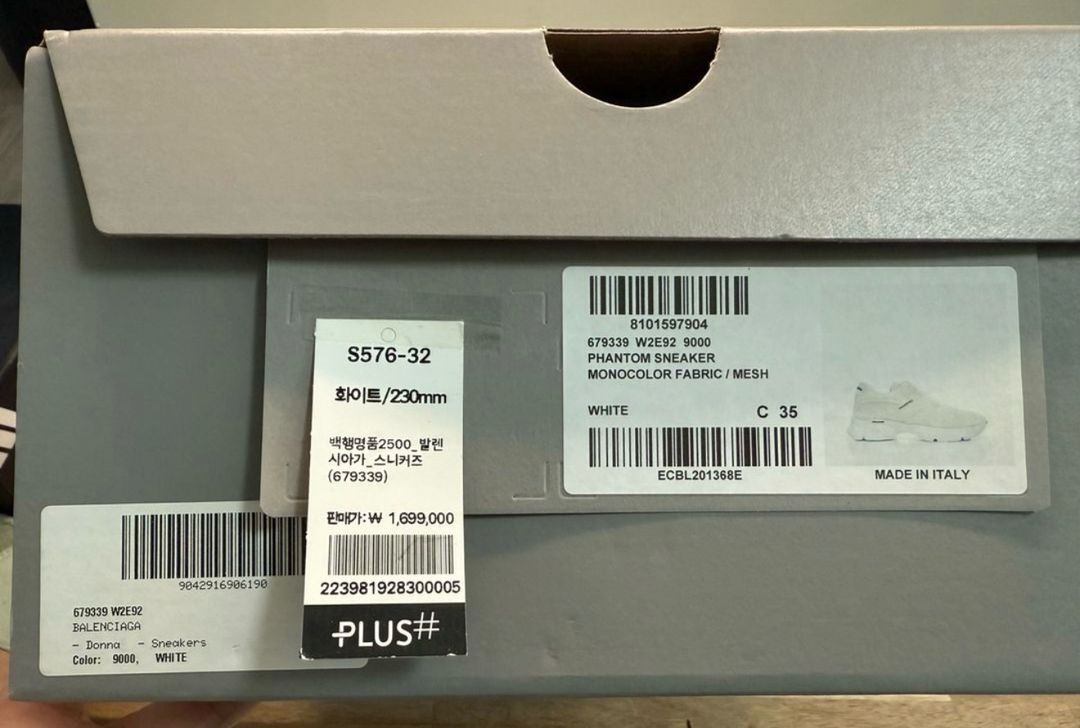 S576-32
화이트/230mm
백행명품2500_발렌
시아가_스니커즈
(679339)
판매가:₩ 1,699,000
223981928300005
PLUS#
8101597904
679339 W2E92 9000
PHANTOM SNEAKER
MONOCOLOR FABRIC / MESH
WHITE C 35
ECBL201368E
MADE IN ITALY
9042916906190
679339 W2E92
BALENCIAGA
- Donna - Sneakers
Color: 9000, WHITE